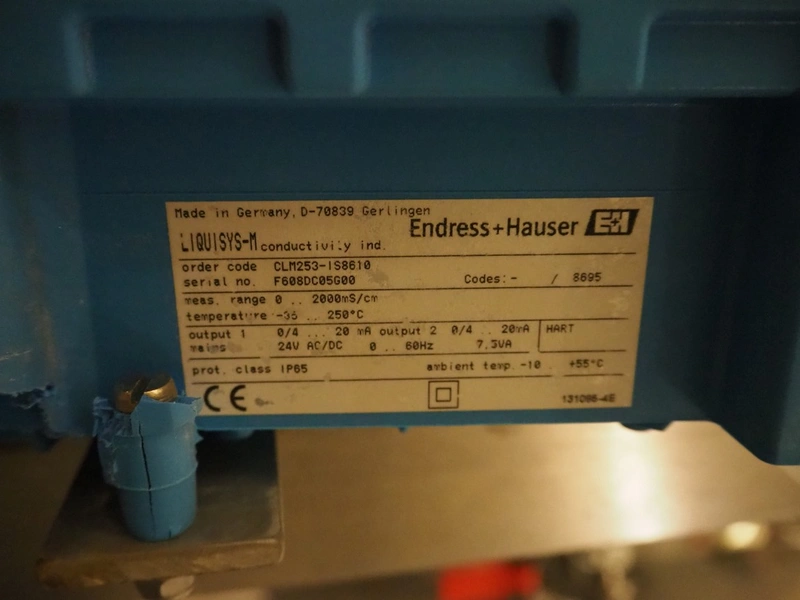 Made in Germany, D-70839 Gerlingen
Endress+Hauser E+H
LIQUISYS-M conductivity ind.
order code CLM253-IS8610
serial no. F608DC05G00 Codes: - / 8695
meas. range 0 .. 2000mS/cm
temperature -35 .. 250°C
output 1 0/4 ... 20 mA output 2 0/4 .. 20mA HART
mains 24V AC/DC 0 .. 60Hz 7,5VA
prot. class IP65 ambient temp. -10 .. +55°C
CE